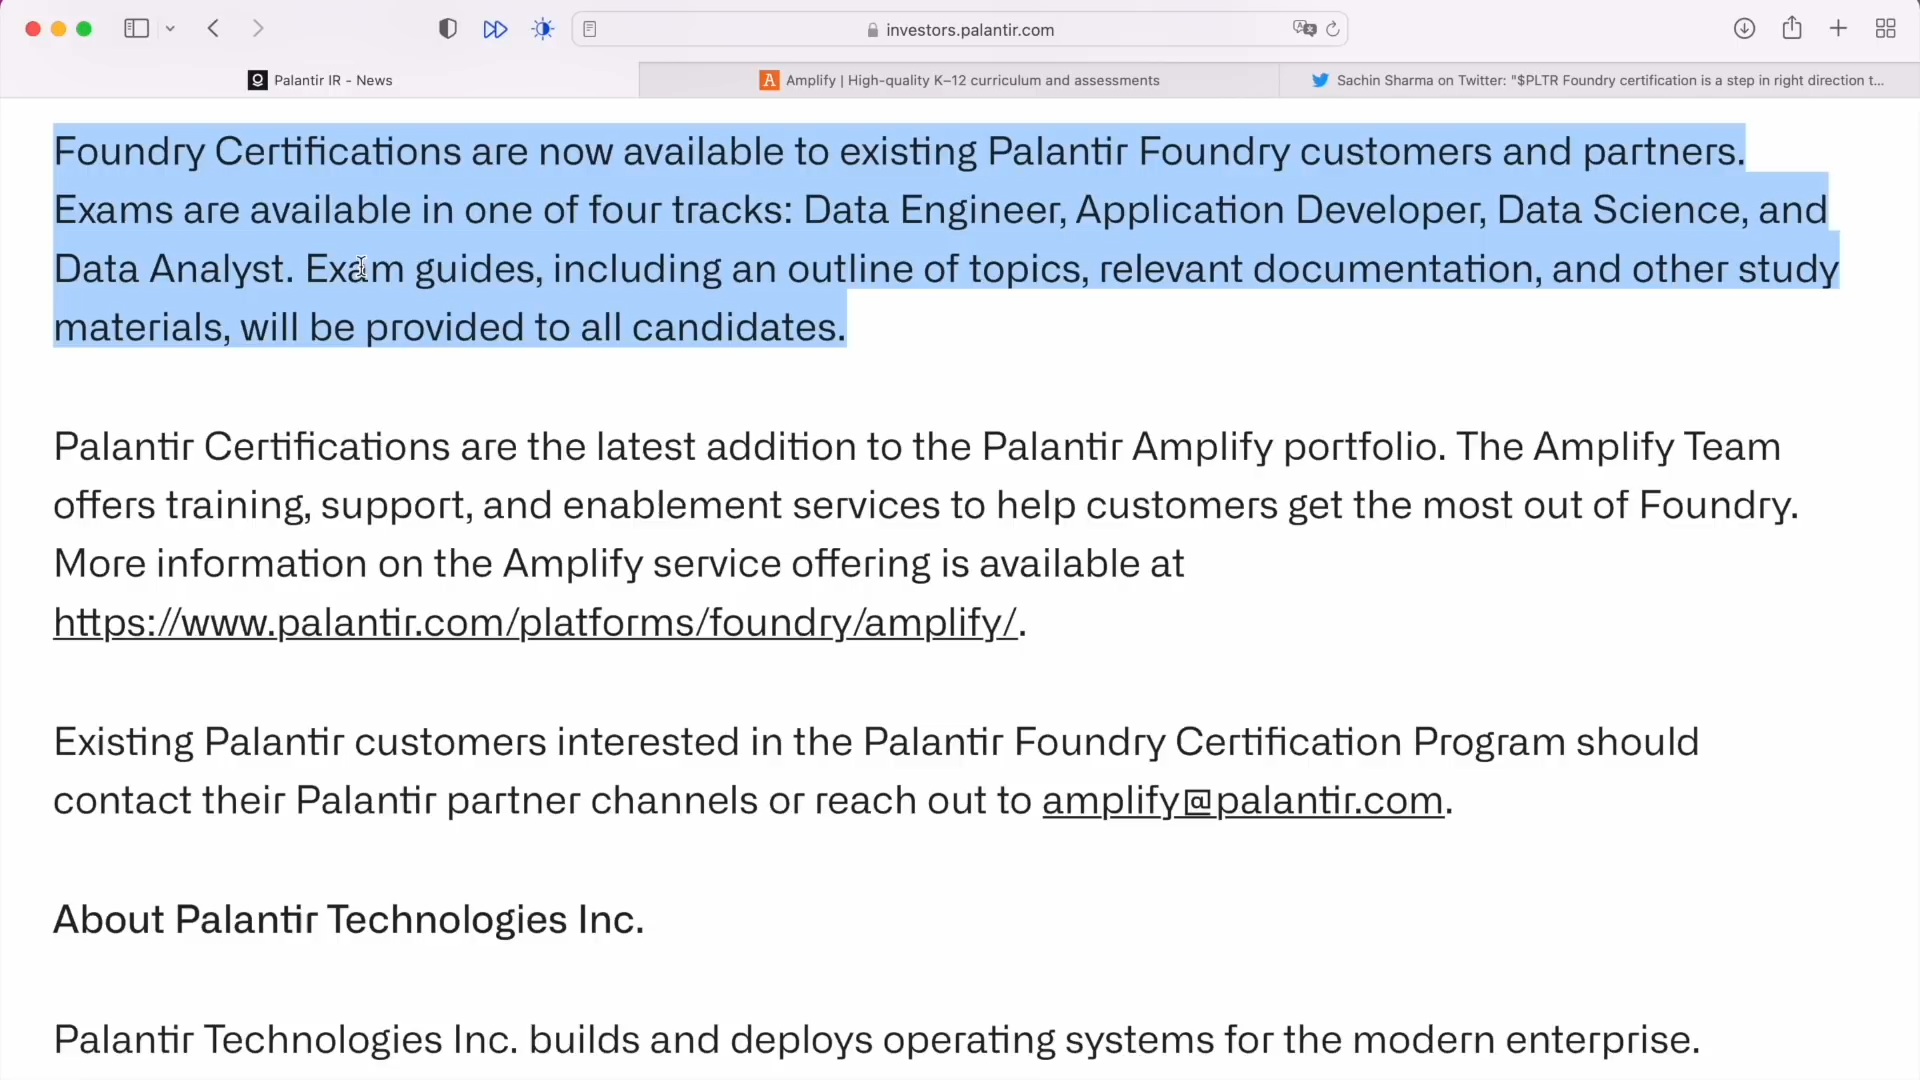 investors.palantir.com
Palantir IR - News
Amplify | High-quality K–12 curriculum and assessments
Sachin Sharma on Twitter: "$PLTR Foundry certification is a step in right direction t...
Foundry Certifications are now available to existing Palantir Foundry customers and partners.
Exams are available in one of four tracks: Data Engineer, Application Developer, Data Science, and
Data Analyst. Exam guides, including an outline of topics, relevant documentation, and other study
materials, will be provided to all candidates.
Palantir Certifications are the latest addition to the Palantir Amplify portfolio. The Amplify Team
offers training, support, and enablement services to help customers get the most out of Foundry.
More information on the Amplify service offering is available at
https://www.palantir.com/platforms/foundry/amplify/.
Existing Palantir customers interested in the Palantir Foundry Certification Program should
contact their Palantir partner channels or reach out to amplify@palantir.com.
About Palantir Technologies Inc.
Palantir Technologies Inc. builds and deploys operating systems for the modern enterprise.